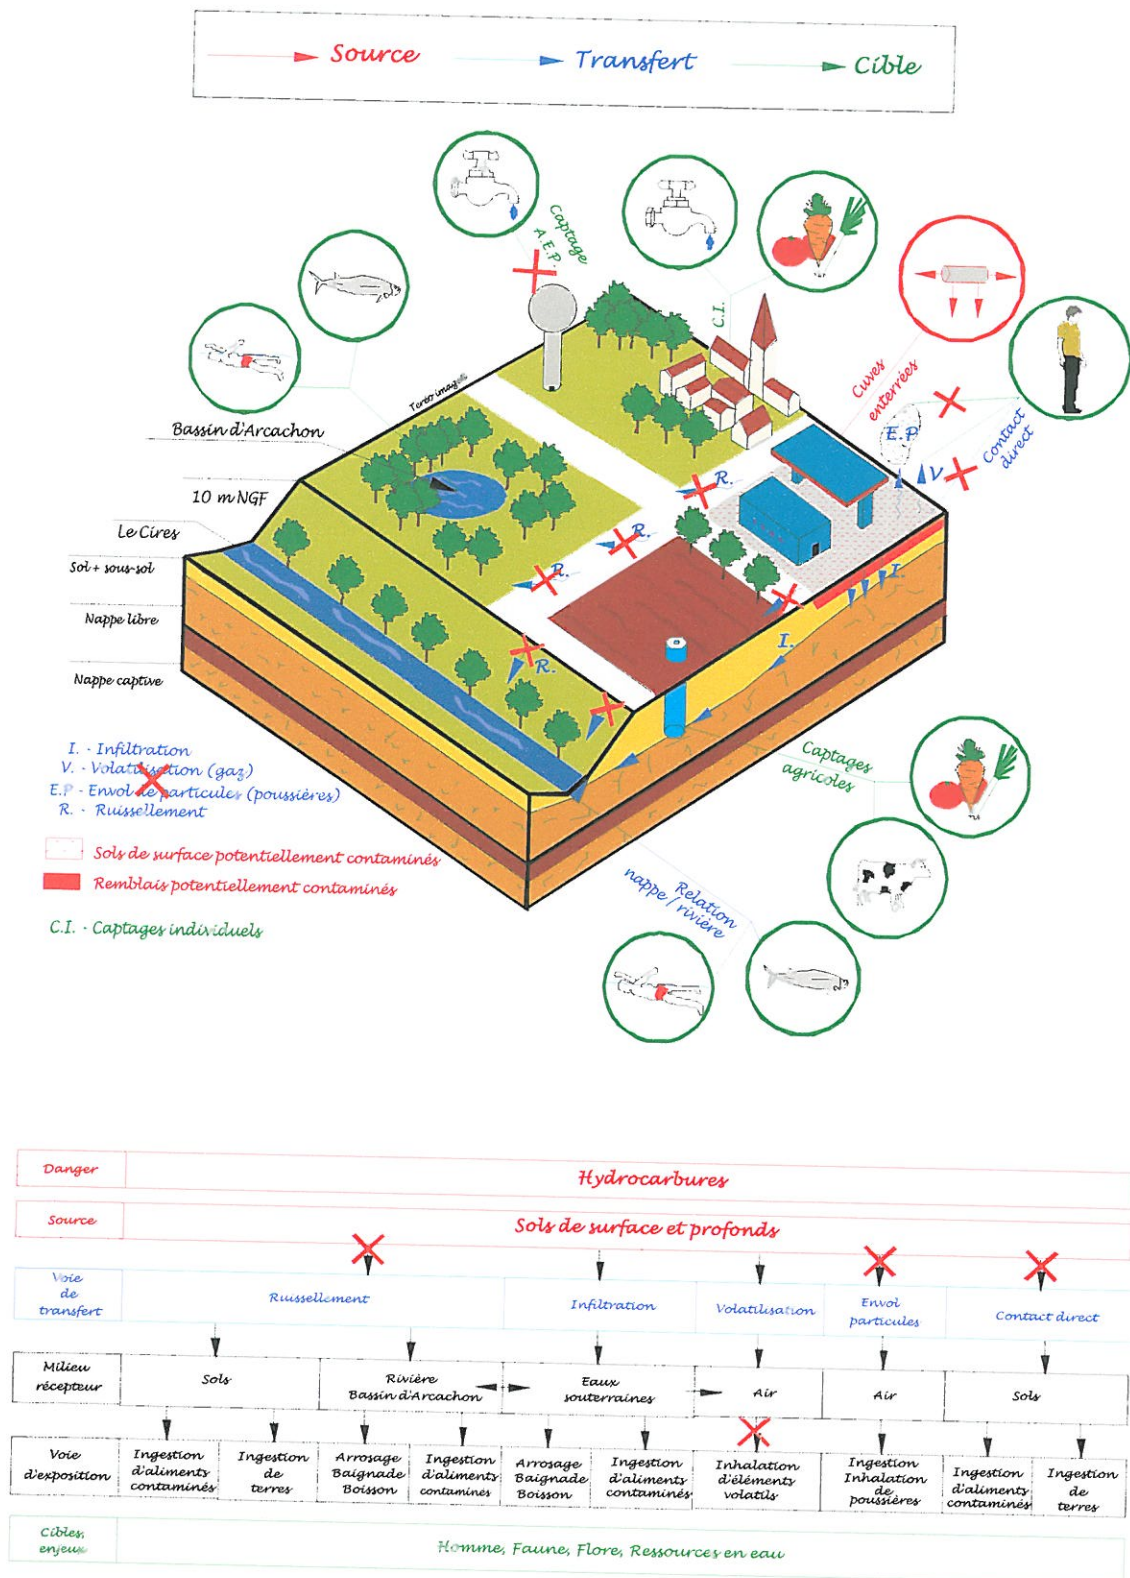 Source
Transfert
Cible
Captage
A.E.P.
C.I.
Cuves
enterrées
E.P
V
Contact
direct
Terao imagelli
Bassin d'Arcachon
10 m NGF
Le Cires
Sol + sous-sol
Nappe libre
Nappe captive
R.
R.
R.
R.
I.
I.
I. - Infiltration
V. - Volatilisation (gaz)
E.P - Envol de particules (poussières)
R. - Ruissellement
Sols de surface potentiellement contaminés
Remblais potentiellement contaminés
C.I. - Captages individuels
Captages
agricoles
Relation
nappe / rivière
Danger
Hydrocarbures
Source
Sols de surface et profonds
Voie
de
transfert
Ruissellement
Infiltration
Volatilisation
Envol
particules
Contact direct
Milieu
récepteur
Sols
Rivière
Bassin d'Arcachon
Eaux
souterraines
Air
Air
Sols
Voie
d'exposition
Ingestion
d'aliments
contaminés
Ingestion
de
terres
Arrosage
Baignade
Boisson
Ingestion
d'aliments
contaminés
Arrosage
Baignade
Boisson
Ingestion
d'aliments
contaminés
Inhalation
d'éléments
volatils
Ingestion
Inhalation
de
poussières
Ingestion
d'aliments
contaminés
Ingestion
de
terres
Cibles,
enjeux
Homme, Faune, Flore, Ressources en eau